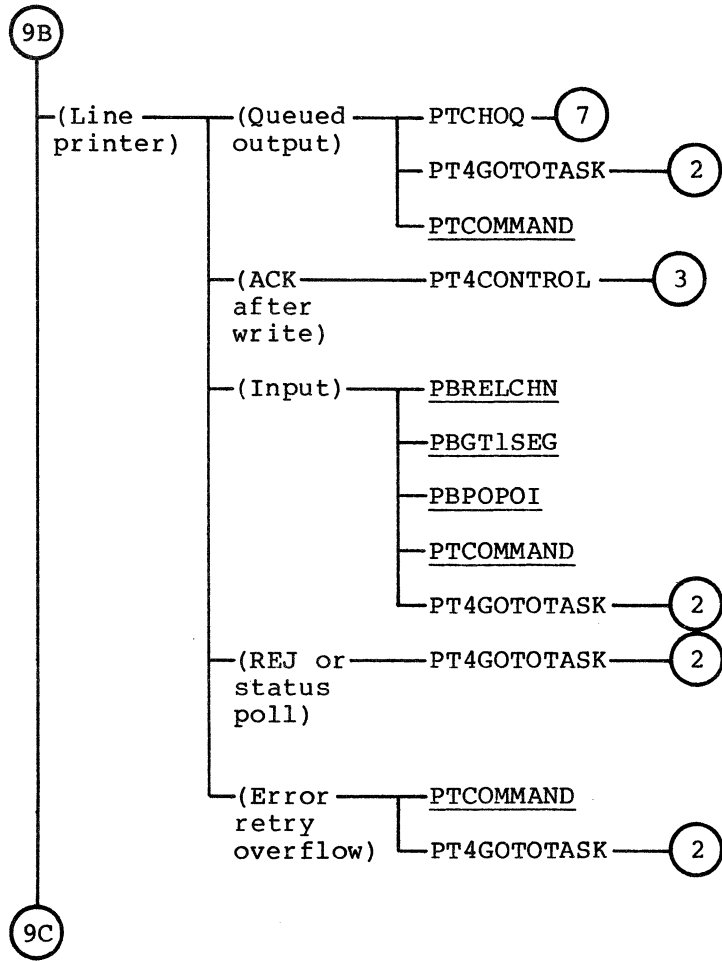 9B
(Line printer)
(Queued output)
PTCHOQ 7
PT4GOTOTASK 2
PTCOMMAND
(ACK after write)
PT4CONTROL 3
(Input)
PBRELCHN
PBGT1SEG
PBPOPOI
PTCOMMAND
PT4GOTOTASK 2
(REJ or status poll)
PT4GOTOTASK 2
(Error retry overflow)
PTCOMMAND
PT4GOTOTASK 2
9C